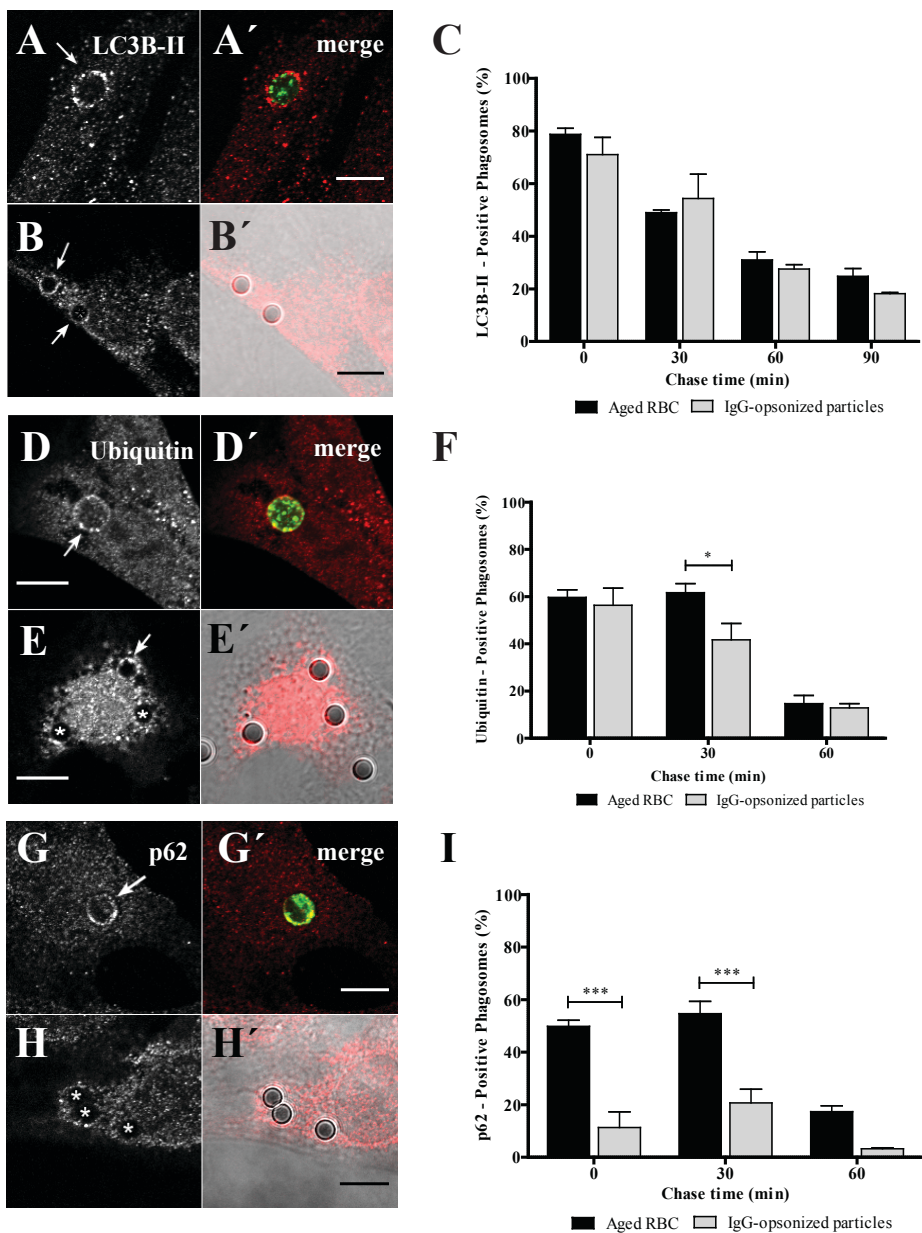 A LC3B-II A´ merge
B B´
C
LC3B-II - Positive Phagosomes (%)
80
60
40
20
0
0 30 60 90
Chase time (min)
Aged RBC IgG-opsonized particles
D Ubiquitin D´ merge
E E´
* *
F
Ubiquitin- Positive Phagosomes (%)
100
80
60
40
20
0
*
0 30 60
Chase time (min)
Aged RBC IgG-opsonized particles
G p62 G´ merge
H H´
*
*
*
I
p62 - Positive Phagosomes (%)
100
80
60
40
20
0
*** ***
0 30 60
Chase time (min)
Aged RBC IgG-opsonized particles